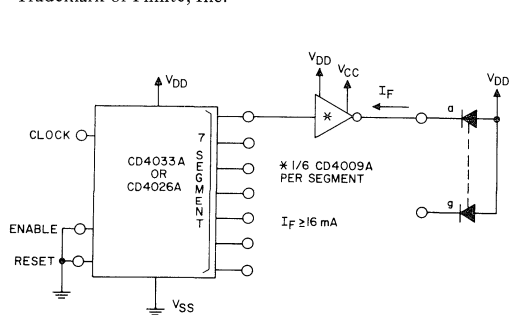 Trademark of Pinlite, Inc.
VDD
VDD
VCC
IF
VDD
CLOCK
CD4033A
OR
CD4026A
7
SEGMENT
*
a
* 1/6 CD4009A
PER SEGMENT
g
IF ≥16 mA
ENABLE
RESET
VSS